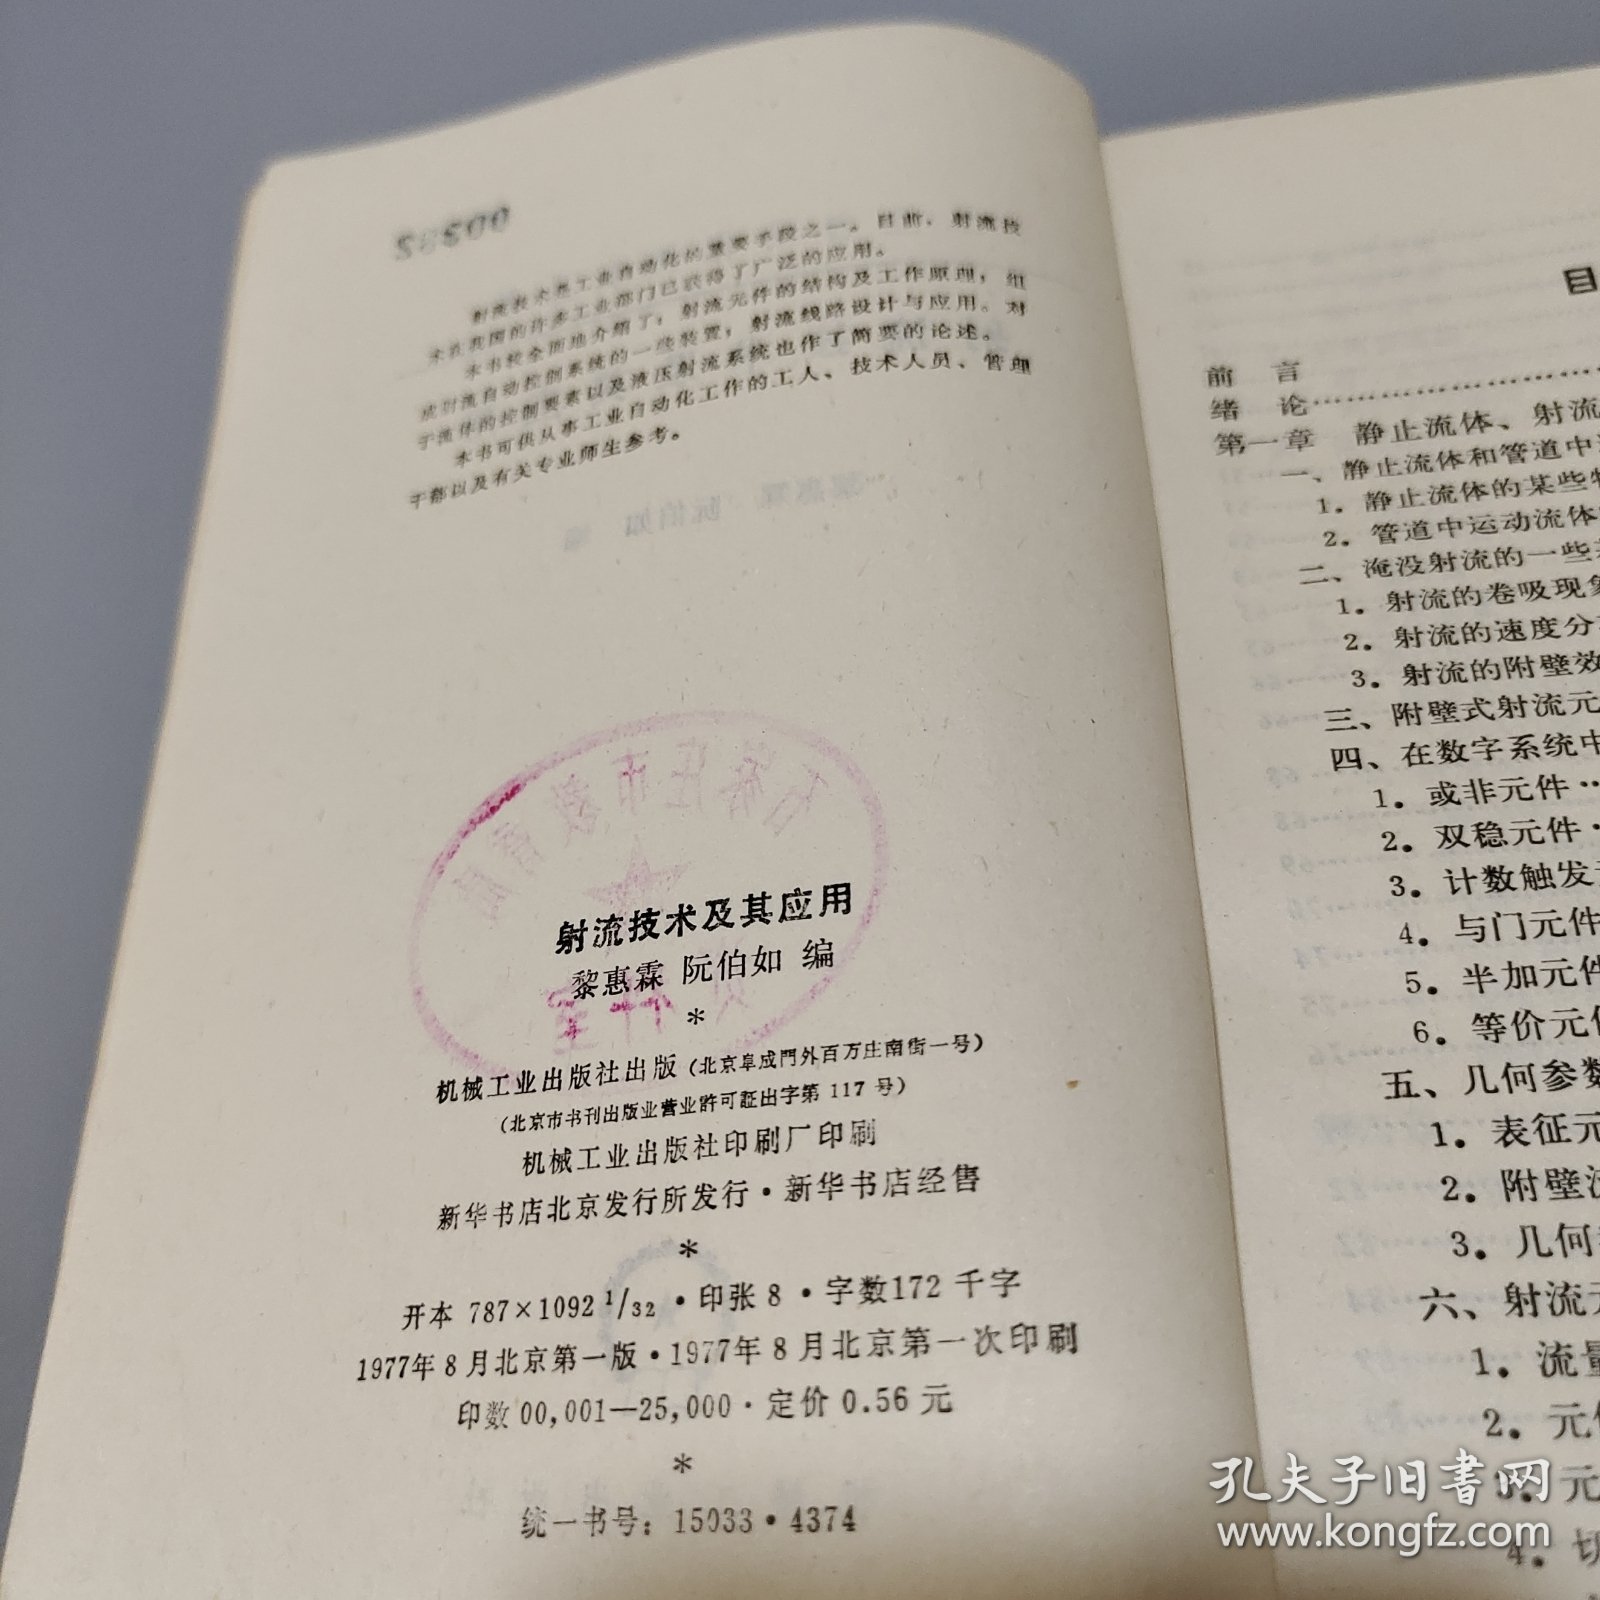 射流技术是工业自动化的重要手段之一。目前，射流技
术在我国的许多工业部门已获得了广泛的应用。
本书较全面地介绍了：射流元件的结构及工作原理；组
成射流自动控制系统的一些装置；射流线路设计与应用。对
于流体的控制要素以及液压射流系统也作了简要的论述。
本书可供从事工业自动化工作的工人、技术人员、管理
干部以及有关专业师生参考。
射流技术及其应用
黎惠霖 阮伯如 编
*
机械工业出版社出版（北京阜成門外百万庄南街一号）
（北京市书刊出版业营业許可証出字第 117 号）
机械工业出版社印刷厂印刷
新华书店北京发行所发行·新华书店经售
*
开本 787×1092 1/32·印张 8·字数172 千字
1977年 8 月北京第一版·1977年 8 月北京第一次印刷
印数 00,001—25,000·定价 0.56 元
*
统一书号：15033·4374
目
前 言
绪 论……………………
第一章 静止流体、射流
一、静止流体和管道中
1．静止流体的某些
2．管道中运动流体
二、淹没射流的一些
1．射流的卷吸现象
2．射流的速度分
3．射流的附壁效
三、附壁式射流元
四、在数字系统中
1．或非元件…
2．双稳元件·
3．计数触发
4．与门元件
5．半加元件
6．等价元
五、几何参数
1．表征元
2．附壁
3．几何
六、射流
1．流量
2．元
3．元
4．切
孔夫子旧书网
www.kongfz.com